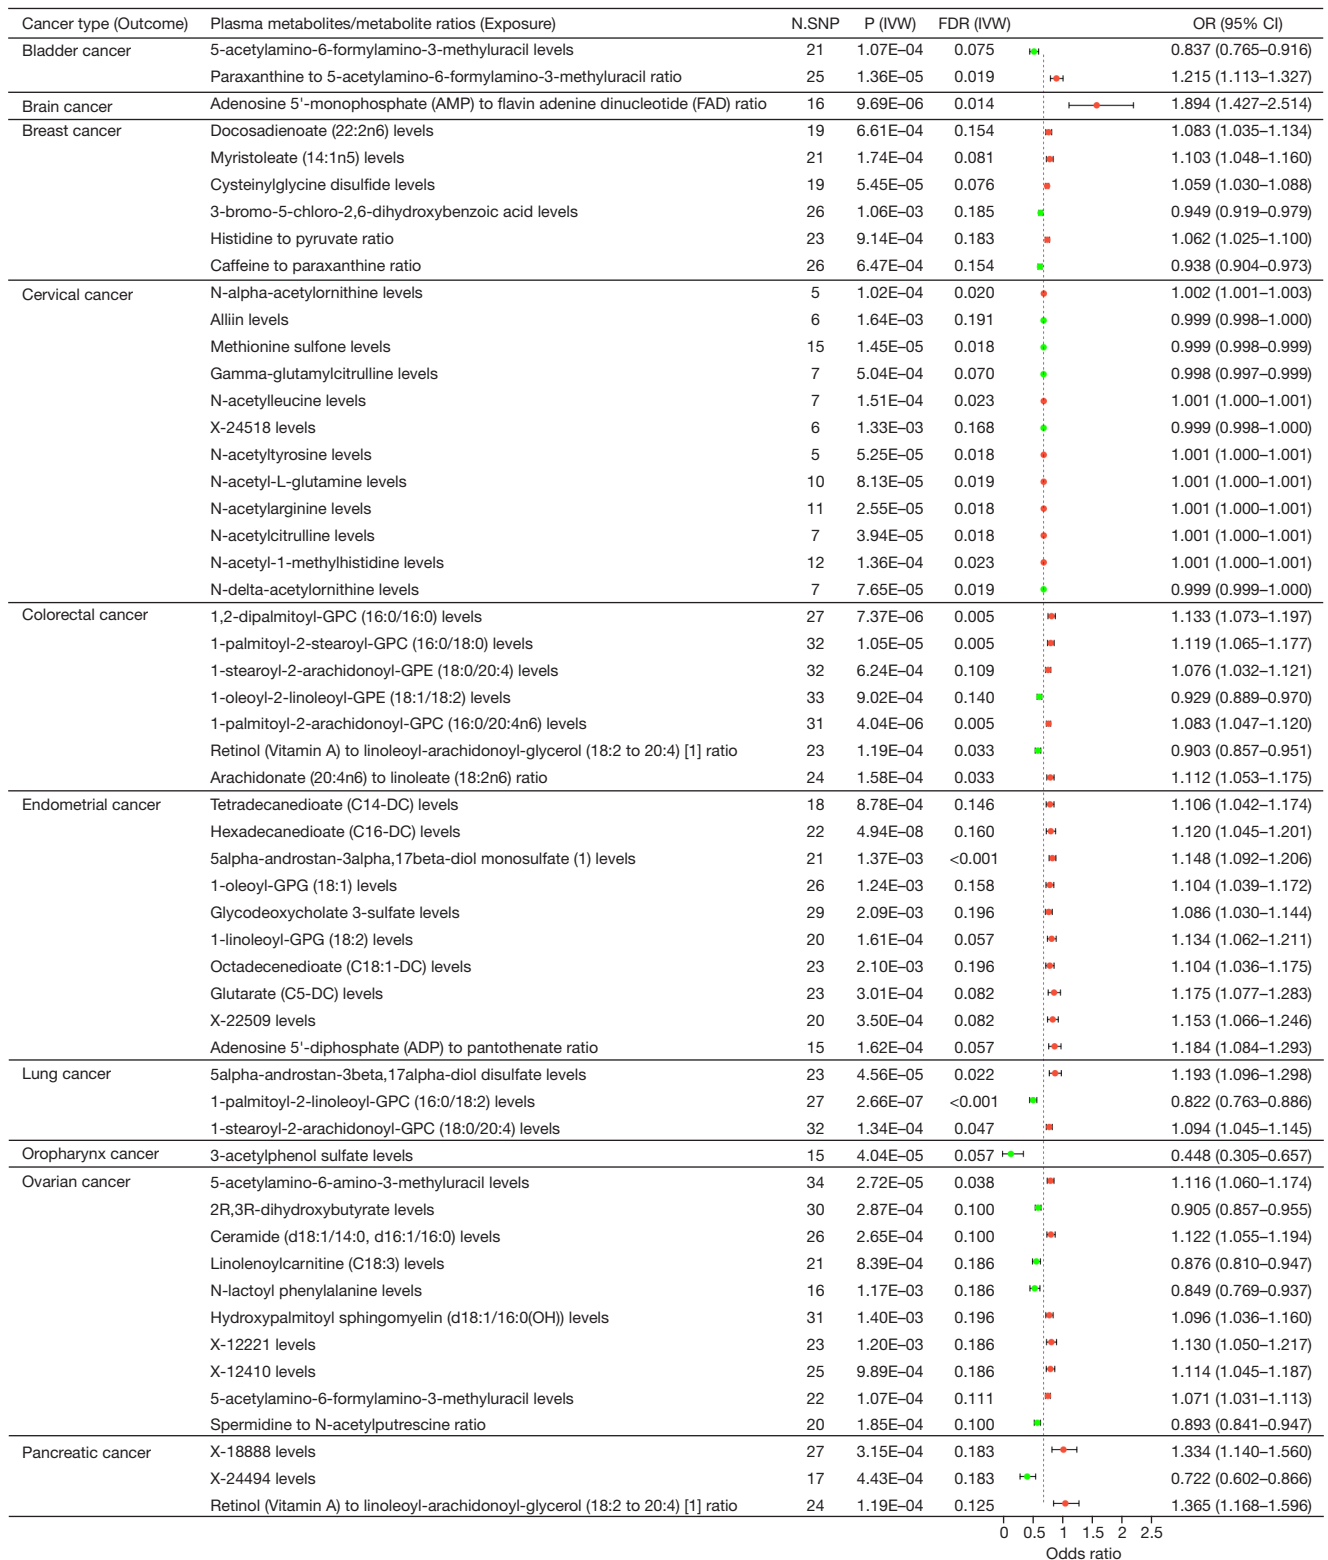 Cancer type (Outcome) Plasma metabolites/metabolite ratios (Exposure) N.SNP P (IVW) FDR (IVW) OR (95% CI)
Bladder cancer 5-acetylamino-6-formylamino-3-methyluracil levels 21 1.07E–04 0.075 0.837 (0.765–0.916)
Paraxanthine to 5-acetylamino-6-formylamino-3-methyluracil ratio 25 1.36E–05 0.019 1.215 (1.113–1.327)
Brain cancer Adenosine 5'-monophosphate (AMP) to flavin adenine dinucleotide (FAD) ratio 16 9.69E–06 0.014 1.894 (1.427–2.514)
Breast cancer Docosadienoate (22:2n6) levels 19 6.61E–04 0.154 1.083 (1.035–1.134)
Myristoleate (14:1n5) levels 21 1.74E–04 0.081 1.103 (1.048–1.160)
Cysteinylglycine disulfide levels 19 5.45E–05 0.076 1.059 (1.030–1.088)
3-bromo-5-chloro-2,6-dihydroxybenzoic acid levels 26 1.06E–03 0.185 0.949 (0.919–0.979)
Histidine to pyruvate ratio 23 9.14E–04 0.183 1.062 (1.025–1.100)
Caffeine to paraxanthine ratio 26 6.47E–04 0.154 0.938 (0.904–0.973)
Cervical cancer N-alpha-acetylornithine levels 5 1.02E–04 0.020 1.002 (1.001–1.003)
Alliin levels 6 1.64E–03 0.191 0.999 (0.998–1.000)
Methionine sulfone levels 15 1.45E–05 0.018 0.999 (0.998–0.999)
Gamma-glutamylcitrulline levels 7 5.04E–04 0.070 0.998 (0.997–0.999)
N-acetylleucine levels 7 1.51E–04 0.023 1.001 (1.000–1.001)
X-24518 levels 6 1.33E–03 0.168 0.999 (0.998–1.000)
N-acetyltyrosine levels 5 5.25E–05 0.018 1.001 (1.000–1.001)
N-acetyl-L-glutamine levels 10 8.13E–05 0.019 1.001 (1.000–1.001)
N-acetylarginine levels 11 2.55E–05 0.018 1.001 (1.000–1.001)
N-acetylcitrulline levels 7 3.94E–05 0.018 1.001 (1.000–1.001)
N-acetyl-1-methylhistidine levels 12 1.36E–04 0.023 1.001 (1.000–1.001)
N-delta-acetylornithine levels 7 7.65E–05 0.019 0.999 (0.999–1.000)
Colorectal cancer 1,2-dipalmitoyl-GPC (16:0/16:0) levels 27 7.37E–06 0.005 1.133 (1.073–1.197)
1-palmitoyl-2-stearoyl-GPC (16:0/18:0) levels 32 1.05E–05 0.005 1.119 (1.065–1.177)
1-stearoyl-2-arachidonoyl-GPE (18:0/20:4) levels 32 6.24E–04 0.109 1.076 (1.032–1.121)
1-oleoyl-2-linoleoyl-GPE (18:1/18:2) levels 33 9.02E–04 0.140 0.929 (0.889–0.970)
1-palmitoyl-2-arachidonoyl-GPC (16:0/20:4n6) levels 31 4.04E–06 0.005 1.083 (1.047–1.120)
Retinol (Vitamin A) to linoleoyl-arachidonoyl-glycerol (18:2 to 20:4) [1] ratio 23 1.19E–04 0.033 0.903 (0.857–0.951)
Arachidonate (20:4n6) to linoleate (18:2n6) ratio 24 1.58E–04 0.033 1.112 (1.053–1.175)
Endometrial cancer Tetradecanedioate (C14-DC) levels 18 8.78E–04 0.146 1.106 (1.042–1.174)
Hexadecanedioate (C16-DC) levels 22 4.94E–08 0.160 1.120 (1.045–1.201)
5alpha-androstan-3alpha,17beta-diol monosulfate (1) levels 21 1.37E–03 <0.001 1.148 (1.092–1.206)
1-oleoyl-GPG (18:1) levels 26 1.24E–03 0.158 1.104 (1.039–1.172)
Glycodeoxycholate 3-sulfate levels 29 2.09E–03 0.196 1.086 (1.030–1.144)
1-linoleoyl-GPG (18:2) levels 20 1.61E–04 0.057 1.134 (1.062–1.211)
Octadecenedioate (C18:1-DC) levels 23 2.10E–03 0.196 1.104 (1.036–1.175)
Glutarate (C5-DC) levels 23 3.01E–04 0.082 1.175 (1.077–1.283)
X-22509 levels 20 3.50E–04 0.082 1.153 (1.066–1.246)
Adenosine 5'-diphosphate (ADP) to pantothenate ratio 15 1.62E–04 0.057 1.184 (1.084–1.293)
Lung cancer 5alpha-androstan-3beta,17alpha-diol disulfate levels 23 4.56E–05 0.022 1.193 (1.096–1.298)
1-palmitoyl-2-linoleoyl-GPC (16:0/18:2) levels 27 2.66E–07 <0.001 0.822 (0.763–0.886)
1-stearoyl-2-arachidonoyl-GPC (18:0/20:4) levels 32 1.34E–04 0.047 1.094 (1.045–1.145)
Oropharynx cancer 3-acetylphenol sulfate levels 15 4.04E–05 0.057 0.448 (0.305–0.657)
Ovarian cancer 5-acetylamino-6-amino-3-methyluracil levels 34 2.72E–05 0.038 1.116 (1.060–1.174)
2R,3R-dihydroxybutyrate levels 30 2.87E–04 0.100 0.905 (0.857–0.955)
Ceramide (d18:1/14:0, d16:1/16:0) levels 26 2.65E–04 0.100 1.122 (1.055–1.194)
Linolenoylcarnitine (C18:3) levels 21 8.39E–04 0.186 0.876 (0.810–0.947)
N-lactoyl phenylalanine levels 16 1.17E–03 0.186 0.849 (0.769–0.937)
Hydroxypalmitoyl sphingomyelin (d18:1/16:0(OH)) levels 31 1.40E–03 0.196 1.096 (1.036–1.160)
X-12221 levels 23 1.20E–03 0.186 1.130 (1.050–1.217)
X-12410 levels 25 9.89E–04 0.186 1.114 (1.045–1.187)
5-acetylamino-6-formylamino-3-methyluracil levels 22 1.07E–04 0.111 1.071 (1.031–1.113)
Spermidine to N-acetylputrescine ratio 20 1.85E–04 0.100 0.893 (0.841–0.947)
Pancreatic cancer X-18888 levels 27 3.15E–04 0.183 1.334 (1.140–1.560)
X-24494 levels 17 4.43E–04 0.183 0.722 (0.602–0.866)
Retinol (Vitamin A) to linoleoyl-arachidonoyl-glycerol (18:2 to 20:4) [1] ratio 24 1.19E–04 0.125 1.365 (1.168–1.596)
0 0.5 1 1.5 2 2.5
Odds ratio